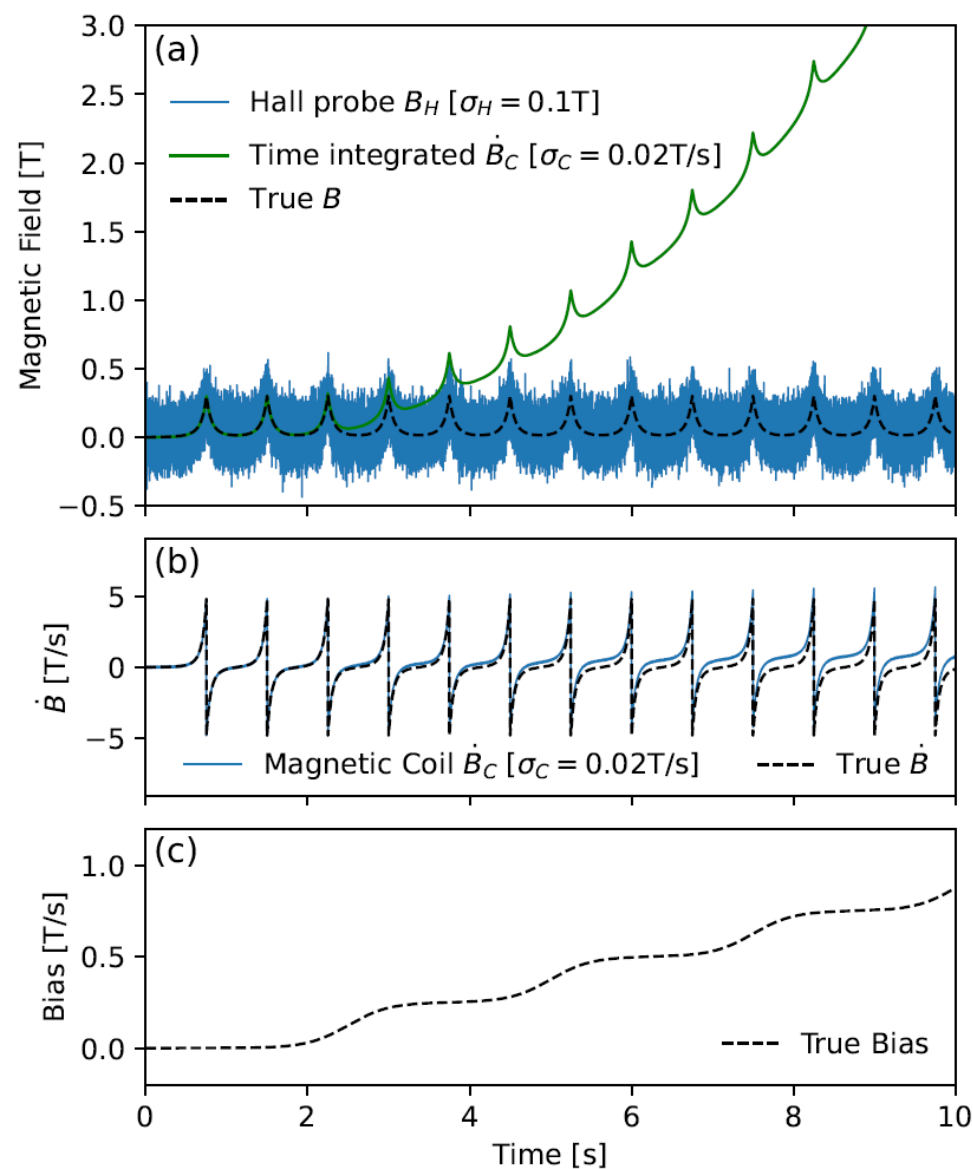 (a)
Hall probe B_H [σ_H = 0.1T]
Time integrated Ḃ_C [σ_C = 0.02T/s]
True B
Magnetic Field [T]
3.0
2.5
2.0
1.5
1.0
0.5
0.0
−0.5
(b)
Ḃ [T/s]
5
0
−5
Magnetic Coil Ḃ_C [σ_C = 0.02T/s]
True Ḃ
(c)
Bias [T/s]
1.0
0.5
0.0
True Bias
0 2 4 6 8 10
Time [s]